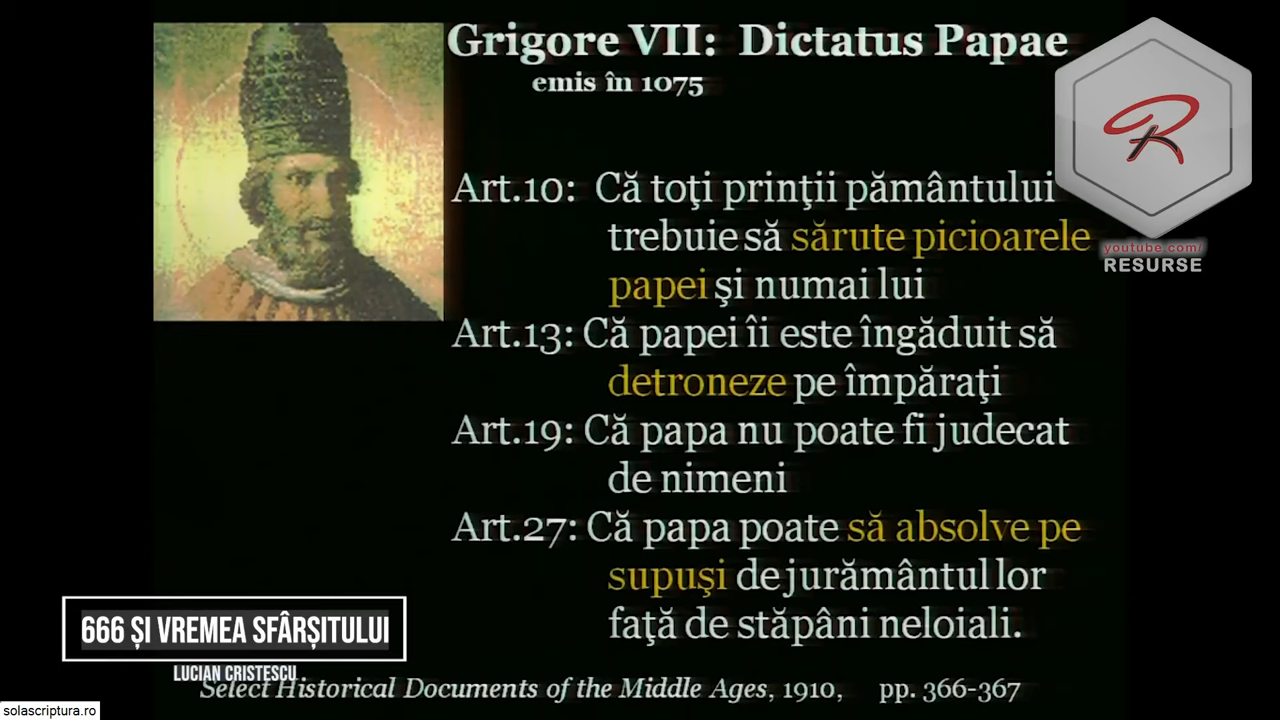 Grigore VII: Dictatus Papae
emis în 1075
Art.10: Că toţi prinţii pământului
trebuie să sărute picioarele
papei şi numai lui
Art.13: Că papei îi este îngăduit să
detroneze pe împăraţi
Art.19: Că papa nu poate fi judecat
de nimeni
Art.27: Că papa poate să absolve pe
supuşi de jurământul lor
faţă de stăpâni neloiali.
Select Historical Documents of the Middle Ages, 1910, pp. 366-367
R
youtube.com/
RESURSE
666 ȘI VREMEA SFÂRȘITULUI
LUCIAN CRISTESCU
solascriptura.ro